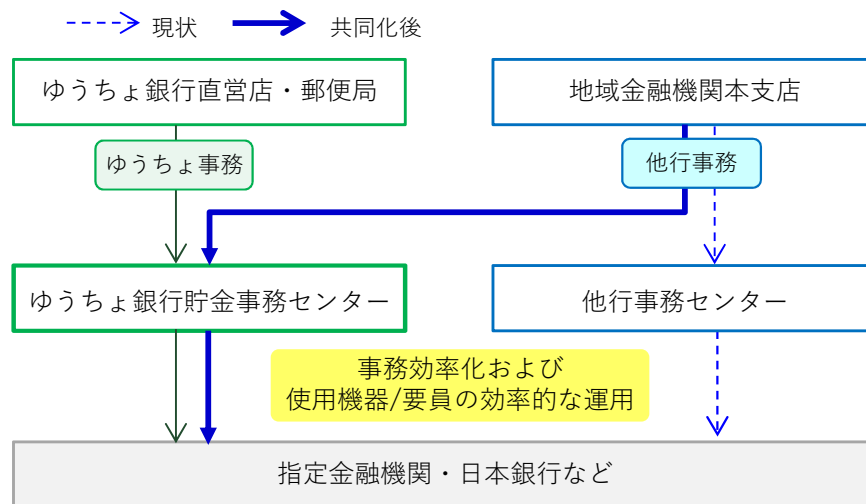 現状
共同化後
ゆうちょ銀行直営店・郵便局
地域金融機関本支店
ゆうちょ事務
他行事務
ゆうちょ銀行貯金事務センター
他行事務センター
事務効率化および
使用機器/要員の効率的な運用
指定金融機関・日本銀行など